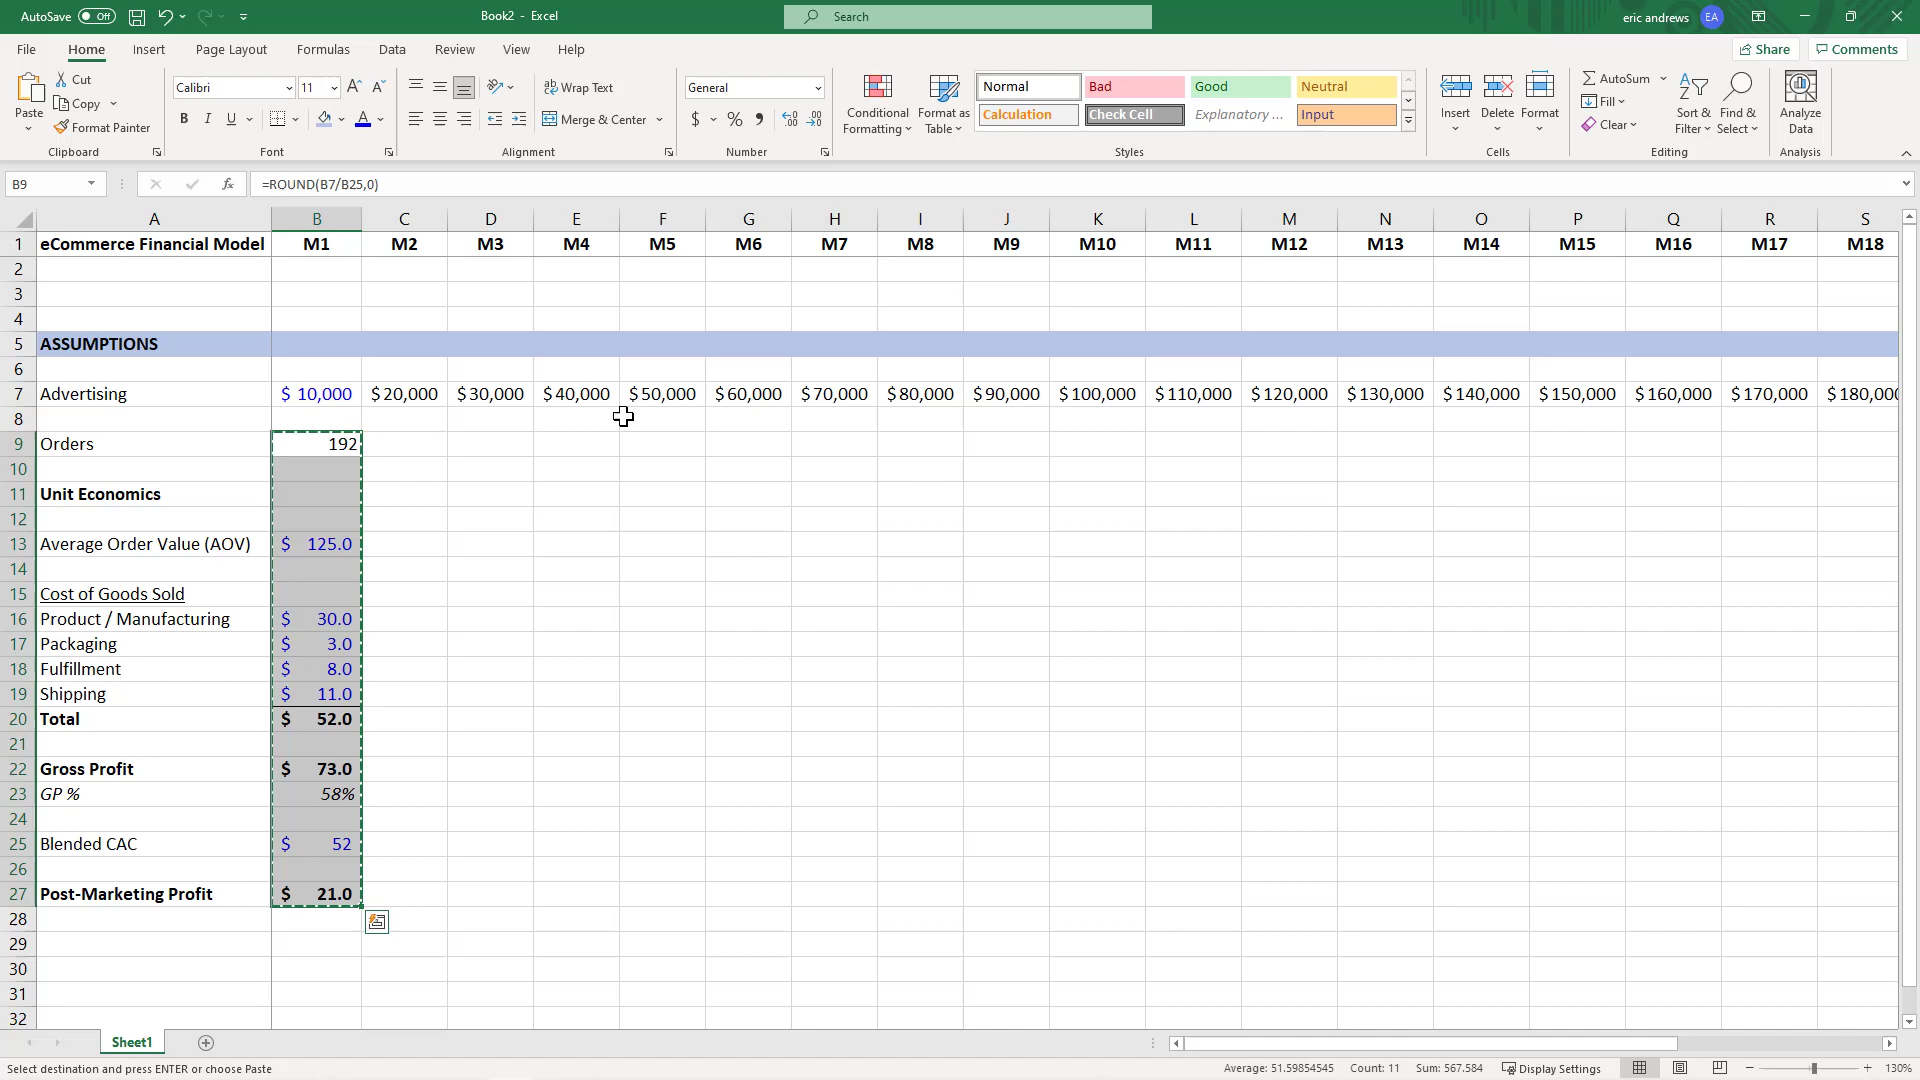 AutoSave Off Book2 - Excel Search eric andrews EA
File Home Insert Page Layout Formulas Data Review View Help Share Comments
Paste Cut Copy Format Painter Clipboard
Calibri 11 A A B I U A Font
Wrap Text Merge & Center Alignment
General $ % 9 Number
Conditional Formatting Format as Table
Normal Bad Good Neutral
Calculation Check Cell Explanatory ... Input
Styles
Insert Delete Format Cells
AutoSum Fill Clear Sort & Filter Find & Select Editing
Analyze Data Analysis
B9 fx =ROUND(B7/B25,0)
A B C D E F G H I J K L M N O P Q R S
1 eCommerce Financial Model M1 M2 M3 M4 M5 M6 M7 M8 M9 M10 M11 M12 M13 M14 M15 M16 M17 M18
2
3
4
5 ASSUMPTIONS
6
7 Advertising $ 10,000 $ 20,000 $ 30,000 $ 40,000 $ 50,000 $ 60,000 $ 70,000 $ 80,000 $ 90,000 $ 100,000 $ 110,000 $ 120,000 $ 130,000 $ 140,000 $ 150,000 $ 160,000 $ 170,000 $ 180,000
8
9 Orders 192
10
11 Unit Economics
12
13 Average Order Value (AOV) $ 125.0
14
15 Cost of Goods Sold
16 Product / Manufacturing $ 30.0
17 Packaging $ 3.0
18 Fulfillment $ 8.0
19 Shipping $ 11.0
20 Total $ 52.0
21
22 Gross Profit $ 73.0
23 GP % 58%
24
25 Blended CAC $ 52
26
27 Post-Marketing Profit $ 21.0
28
29
30
31
32
Sheet1
Select destination and press ENTER or choose Paste Average: 51.59854545 Count: 11 Sum: 567.584 Display Settings 130%